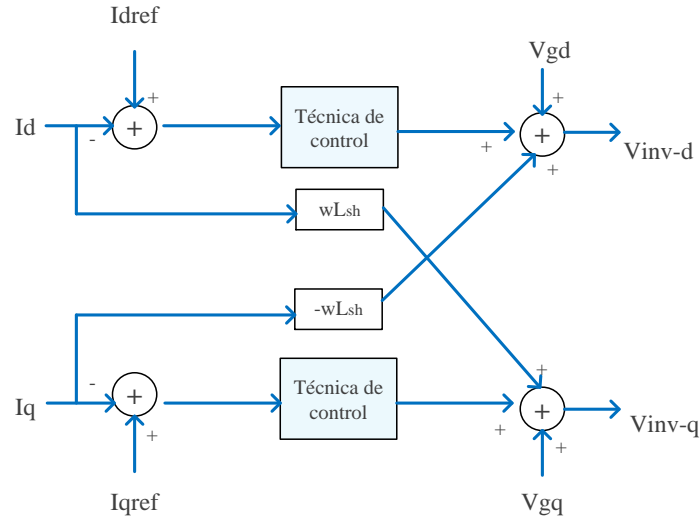 Idref
Vgd
+
+
Id
+
Técnica de
control
+
-
+
+
Vinv-d
wLsh
-wLsh
-
+
Técnica de
control
+
Iq
+
+
Vinv-q
+
+
Iqref
Vgq